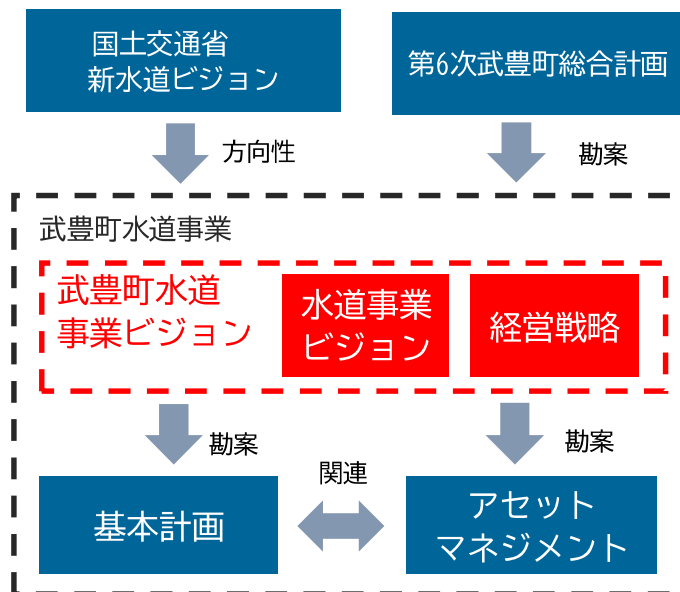 国土交通省
新水道ビジョン
第6次武豊町総合計画
方向性
勘案
武豊町水道事業
武豊町水道
事業ビジョン
水道事業
ビジョン
経営戦略
勘案
勘案
関連
基本計画
アセット
マネジメント